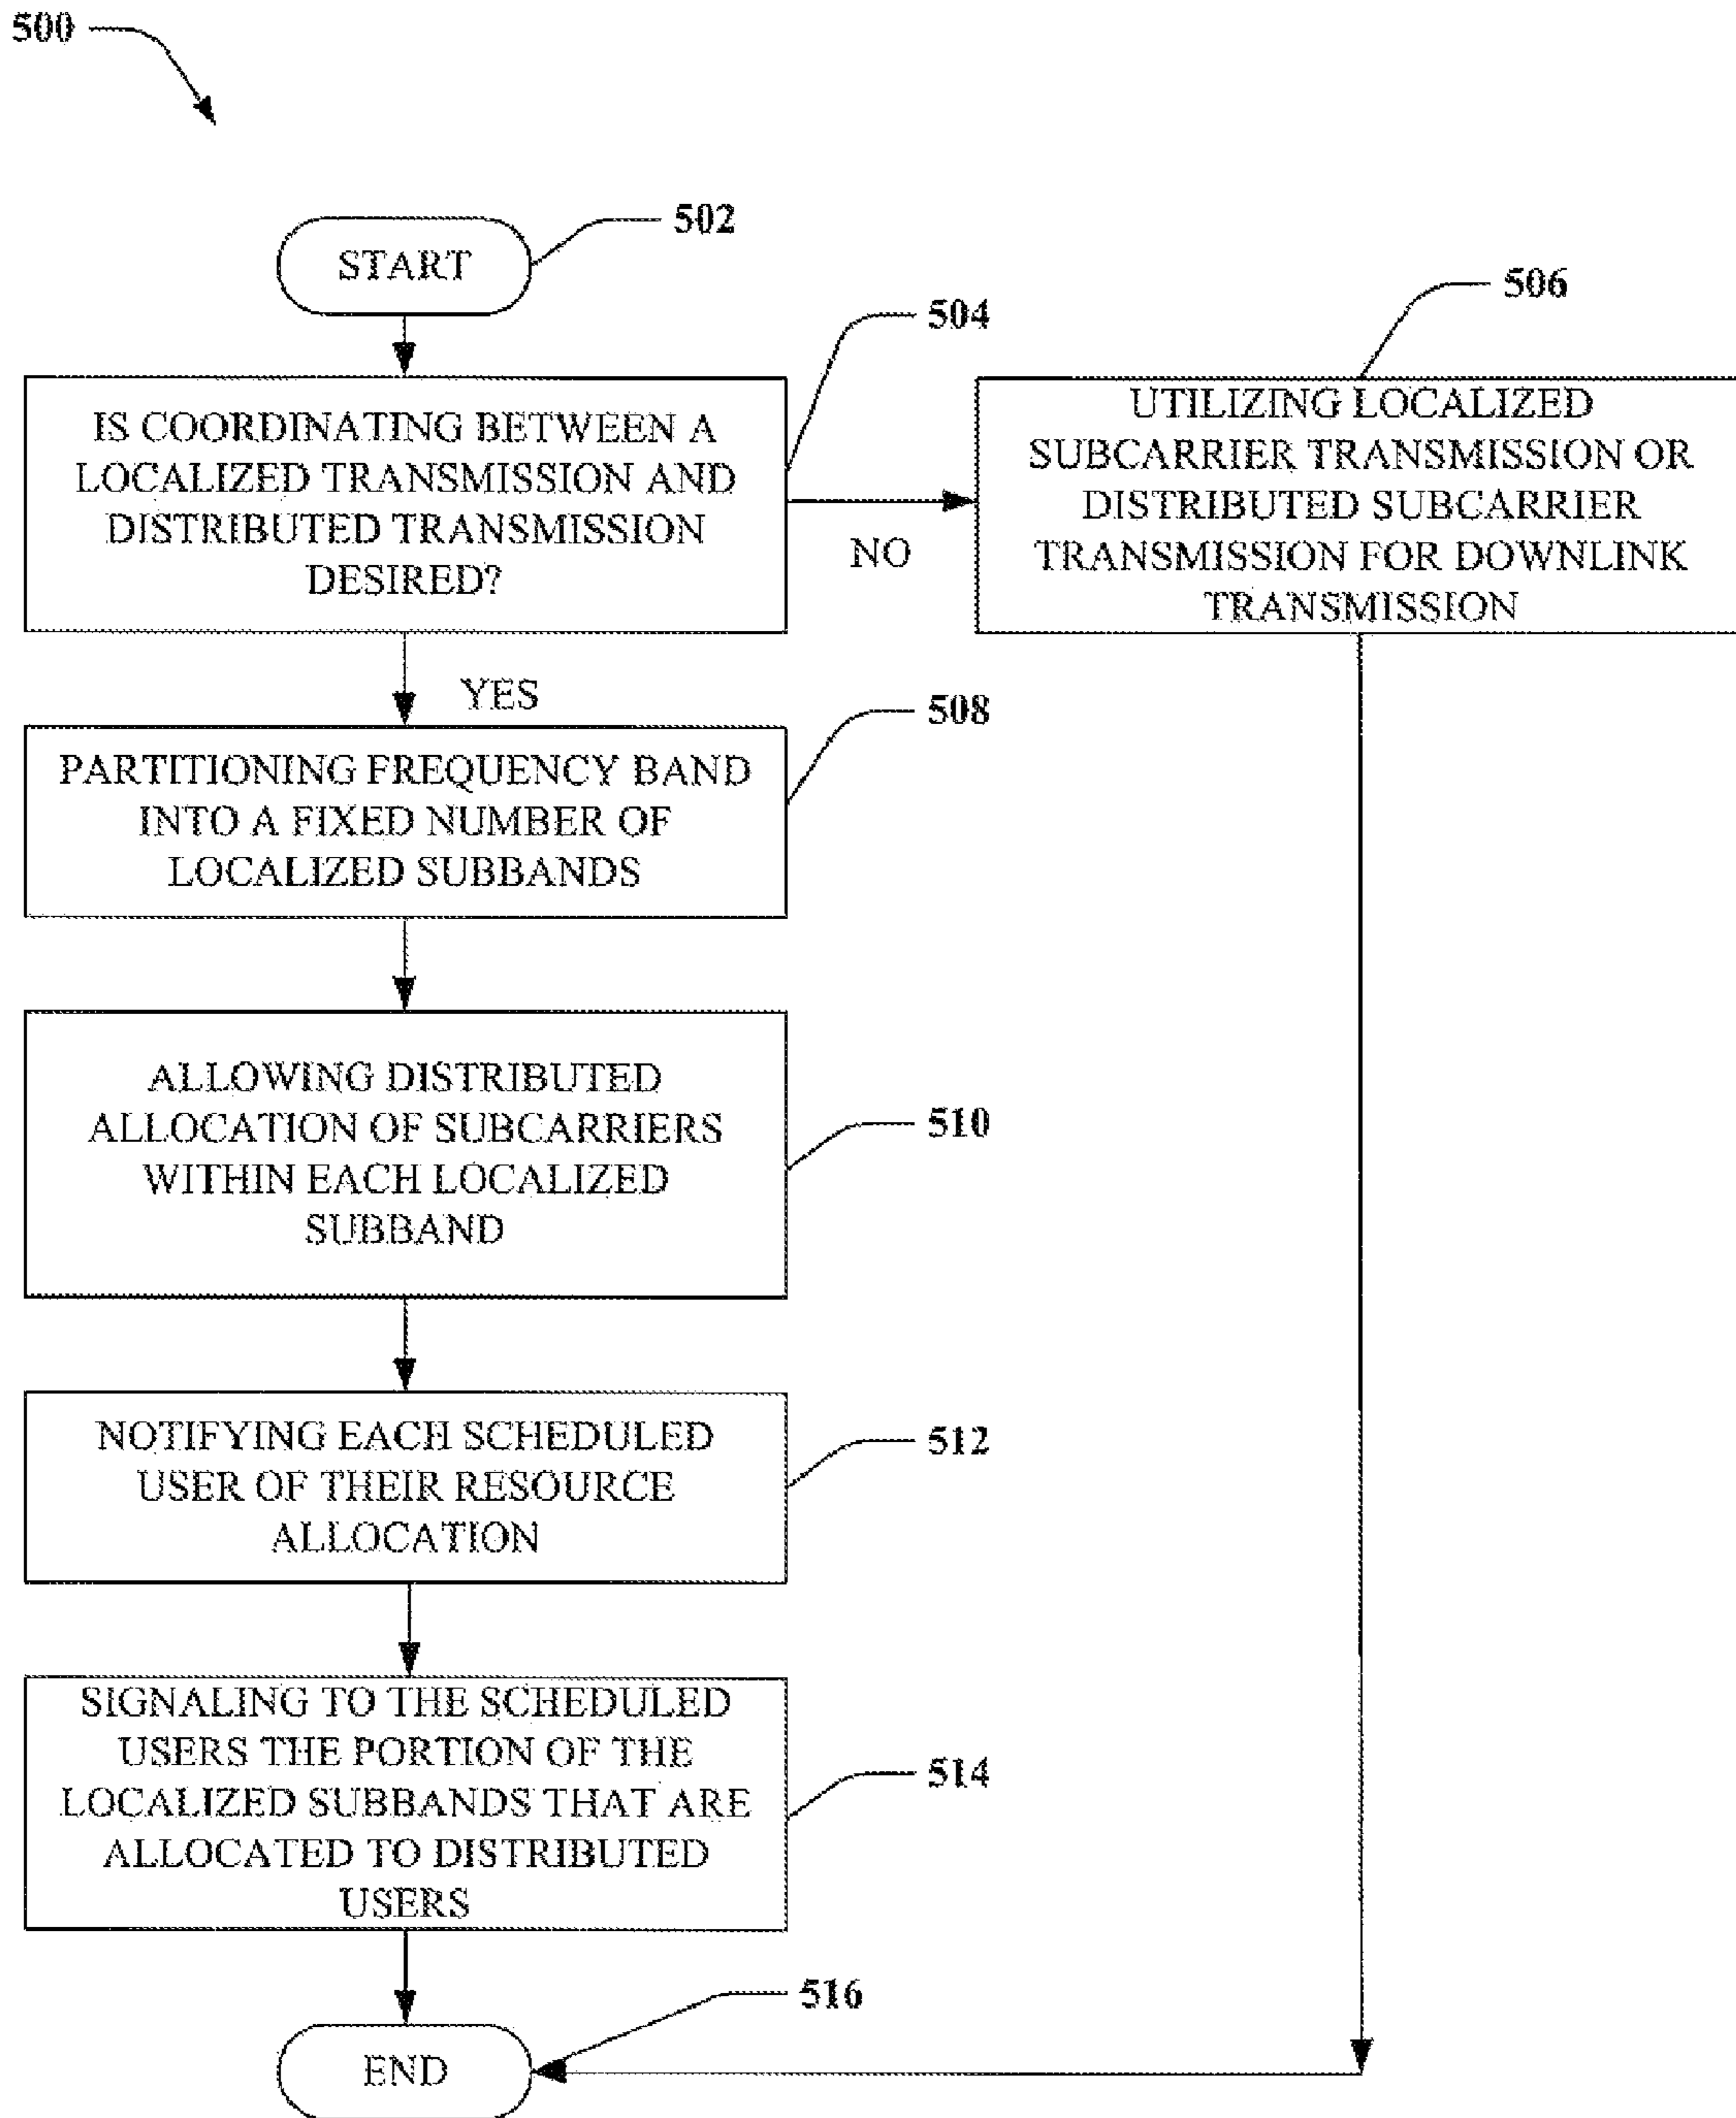 500
502
START
504
506
IS COORDINATING BETWEEN A
LOCALIZED TRANSMISSION AND
DISTRIBUTED TRANSMISSION
DESIRED?
UTILIZING LOCALIZED
SUBCARRIER TRANSMISSION OR
DISTRIBUTED SUBCARRIER
TRANSMISSION FOR DOWNLINK
TRANSMISSION
NO
YES
508
PARTITIONING FREQUENCY BAND
INTO A FIXED NUMBER OF
LOCALIZED SUBBANDS
ALLOWING DISTRIBUTED
ALLOCATION OF SUBCARRIERS
WITHIN EACH LOCALIZED
SUBBAND
510
NOTIFYING EACH SCHEDULED
USER OF THEIR RESOURCE
ALLOCATION
512
SIGNALING TO THE SCHEDULED
USERS THE PORTION OF THE
LOCALIZED SUBBANDS THAT ARE
ALLOCATED TO DISTRIBUTED
USERS
514
516
END